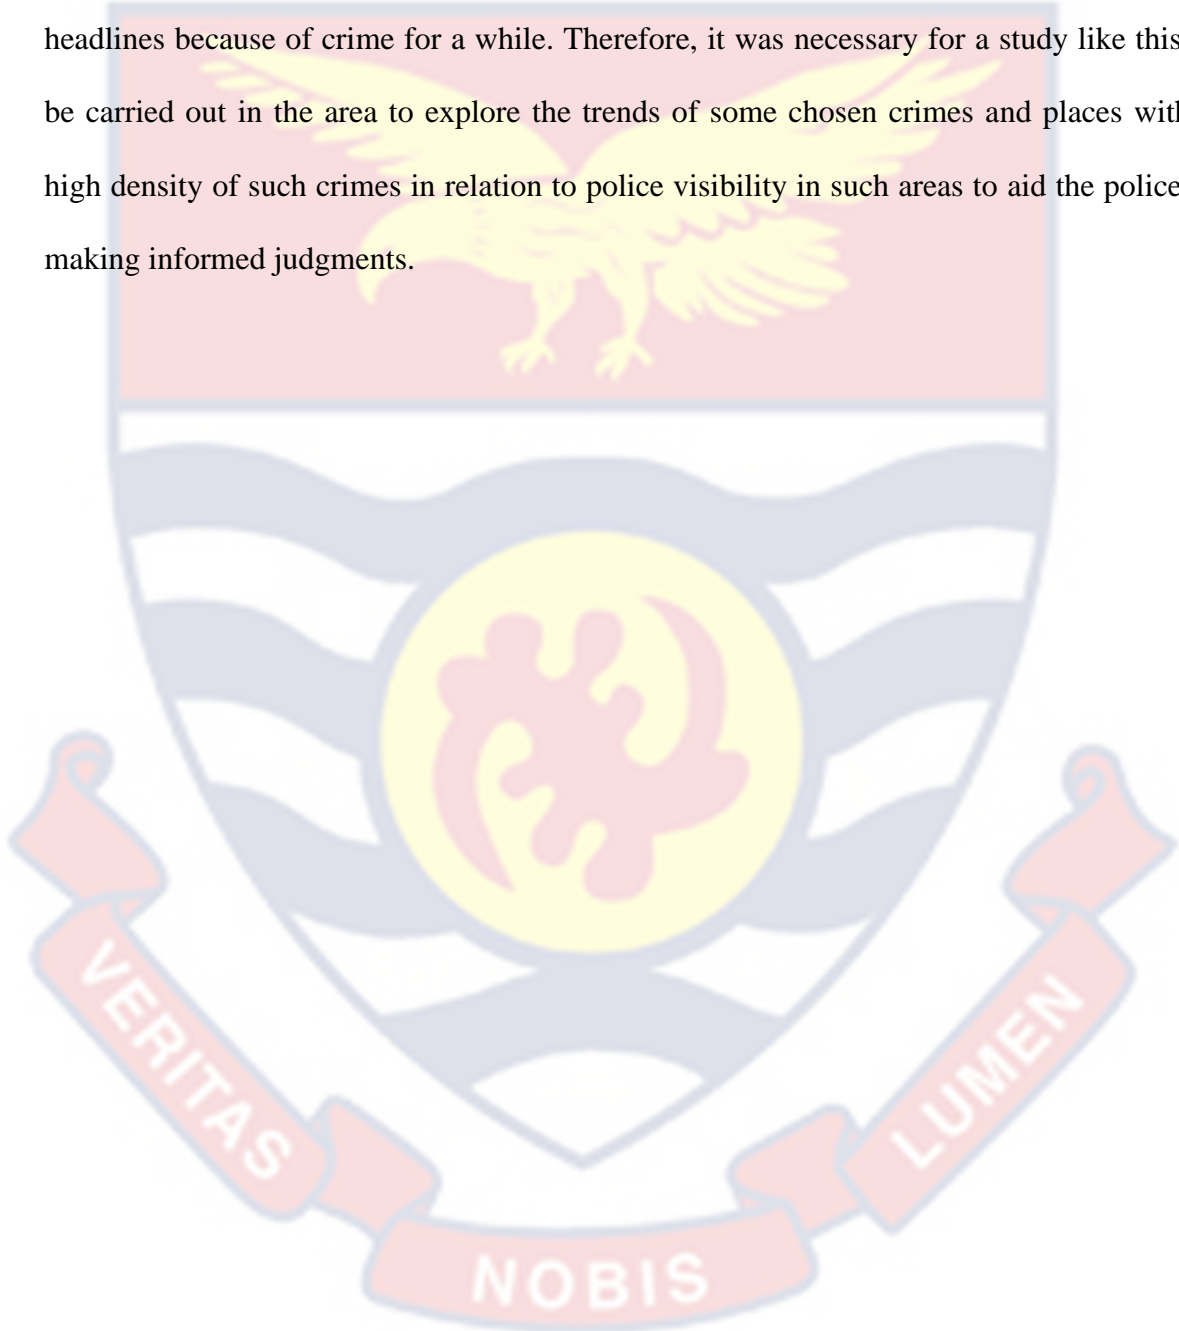 headlines because of crime for a while. Therefore, it was necessary for a study like this
be carried out in the area to explore the trends of some chosen crimes and places with
high density of such crimes in relation to police visibility in such areas to aid the police
making informed judgments.
VERITAS
NOBIS
LUMEN